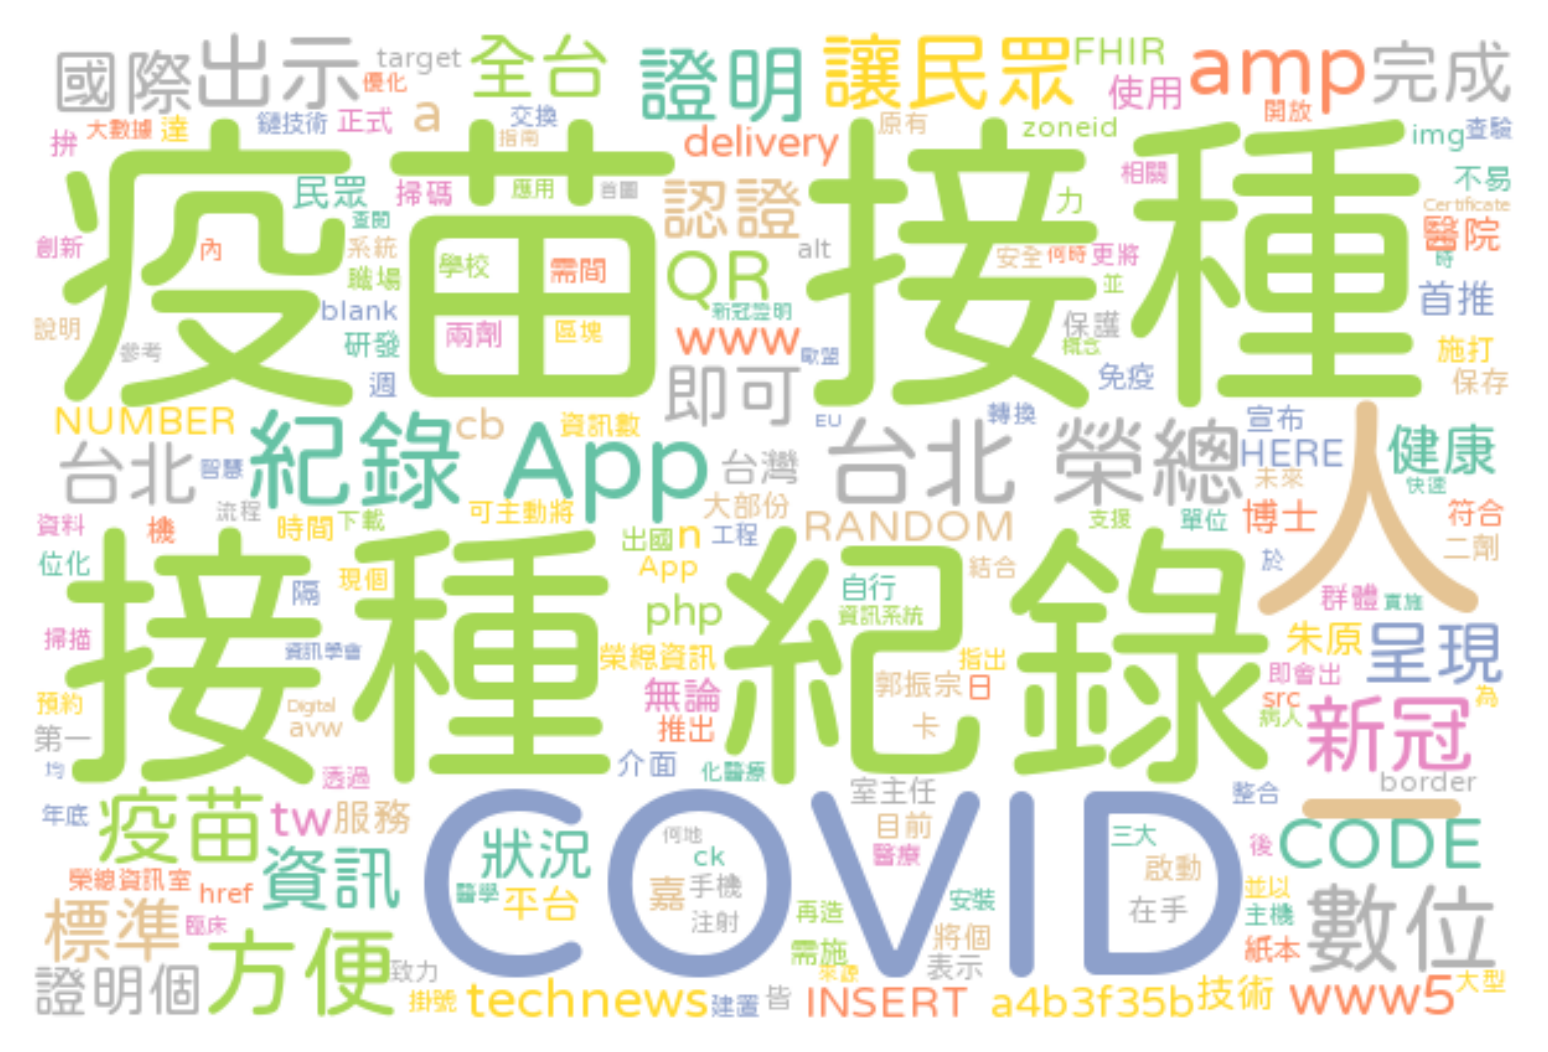 國際 出示 target 優化 全台 證明 讓民眾 FHIR 使用 amp 開放 完成
拚 大數據 達 鏈技術 正式 a 交換 指南 delivery 原有 zoneid img 查驗
疫苗 接種
民眾 掃碼 應用 首圖 認證 力 相關 不易 Certificate
查閱 創新 內 系統 學校 需間 QR alt 安全 何時 更將 醫院 時
職場 並 首推
blank 新冠證明 說明 參考 研發 兩劑 區塊 www 歐盟 保護 概念 施打
週 即可 免疫 保存
NUMBER 紀錄 App cb 資訊數 EU 轉換 宣布 人
台北 智慧 台灣 台北 榮總 HERE 健康
未來 快速
資料 流程 機 時間 下載 可主動將 大部份 RANDOM 支援 單位 博士 符合
出國 n 工程 二劑
接種 紀錄
位化 隔 現個 App 自行 結合 於
php 資訊系統 群體 實施
掃描 資訊學會 榮總資訊 指出 朱原 呈現
預約 Digital avw 無論 郭振宗 日 即會出 src 為
第一 推出 卡 病人 新冠
均 透過 介面 化醫療 border
年底 疫苗 tw 服務 COVID 室主任 整合 一
狀況 何地 目前 三大 後 CODE
資訊 ck 醫療 啟動
榮總資訊室 href 醫學 平台 嘉 手機 安裝 並以 數位
標準 臨床 注射 再造 在手 主機
方便 需施 將個 紙本
證明個 致力 來源 表示
掛號 technews 建置 皆 INSERT a4b3f35b 技術 www5 大型